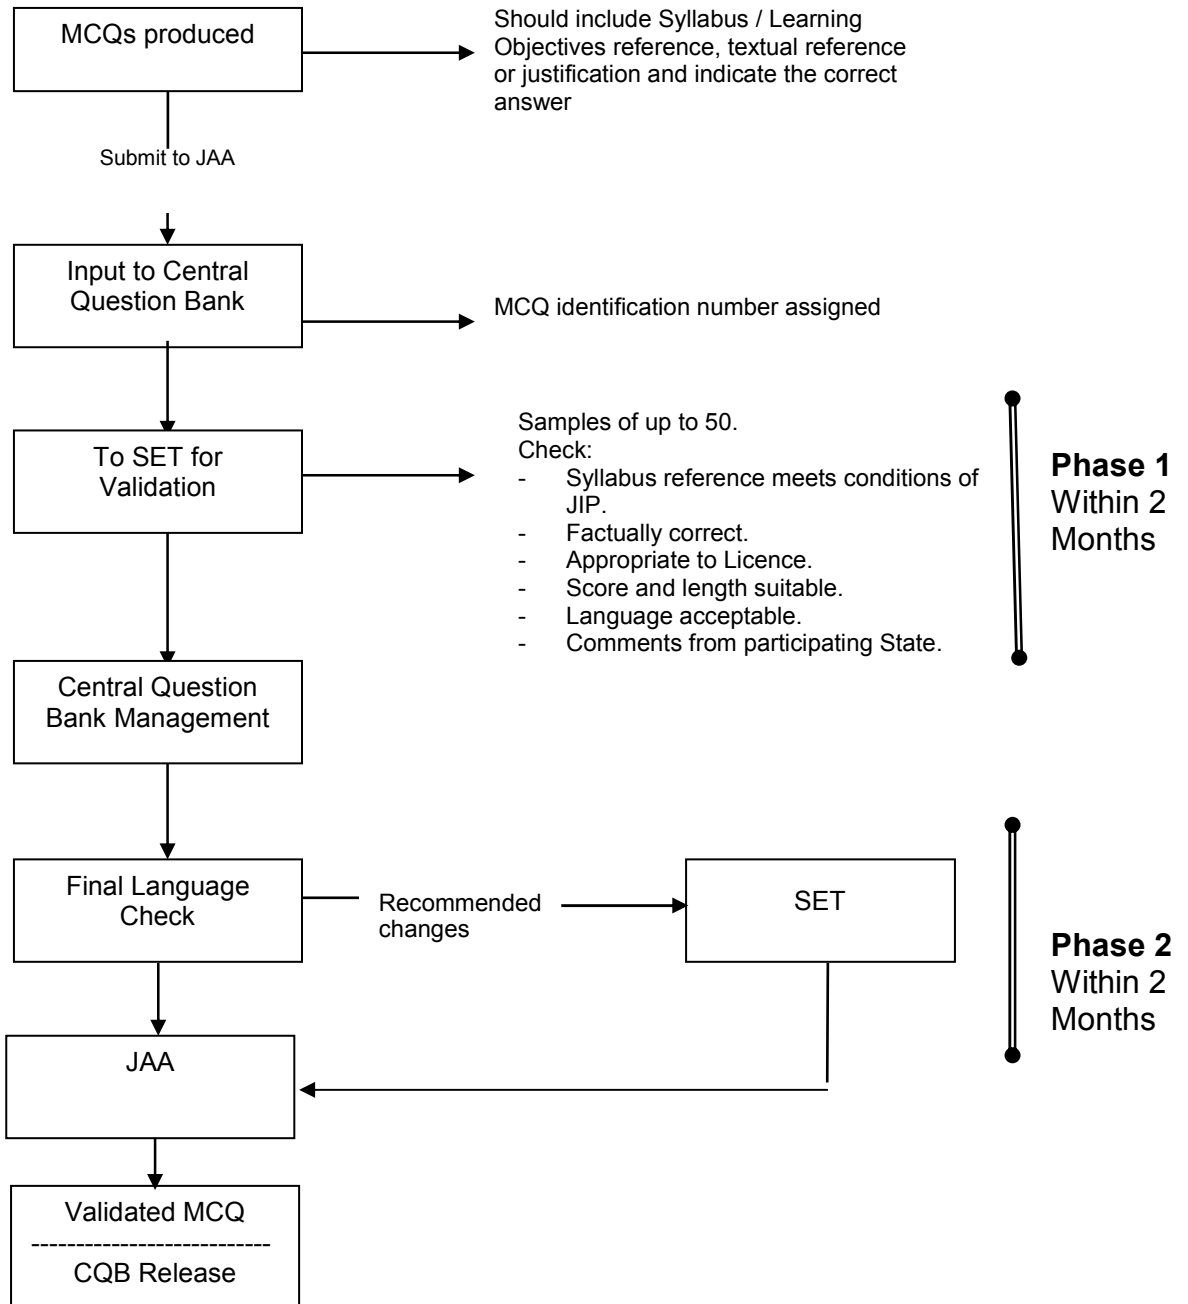 MCQs produced
Should include Syllabus / Learning
Objectives reference, textual reference
or justification and indicate the correct
answer
Submit to JAA
Input to Central
Question Bank
MCQ identification number assigned
To SET for
Validation
Samples of up to 50.
Check:
- Syllabus reference meets conditions of
JIP.
- Factually correct.
- Appropriate to Licence.
- Score and length suitable.
- Language acceptable.
- Comments from participating State.
Phase 1
Within 2
Months
Central Question
Bank Management
Final Language
Check
Recommended
changes
SET
Phase 2
Within 2
Months
JAA
Validated MCQ
---------------------------
CQB Release